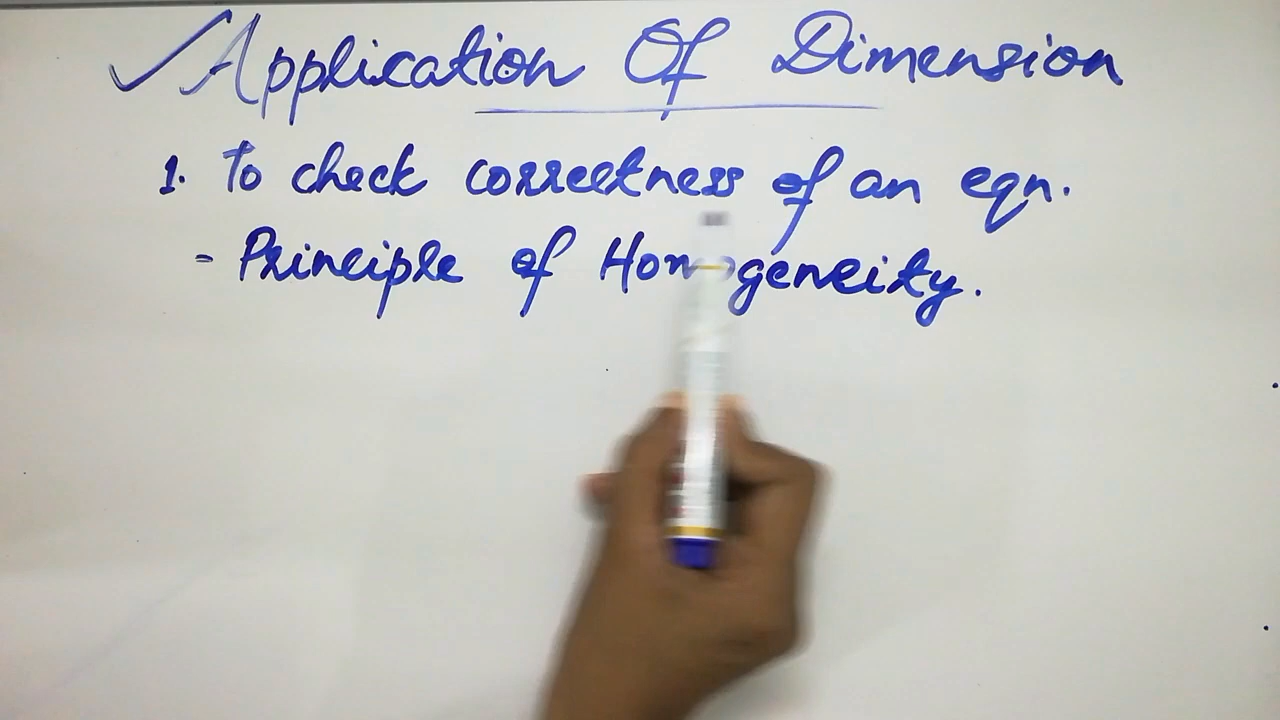 Application Of Dimension
1. To check correctness of an eqn.
- Principle of Homogeneity.